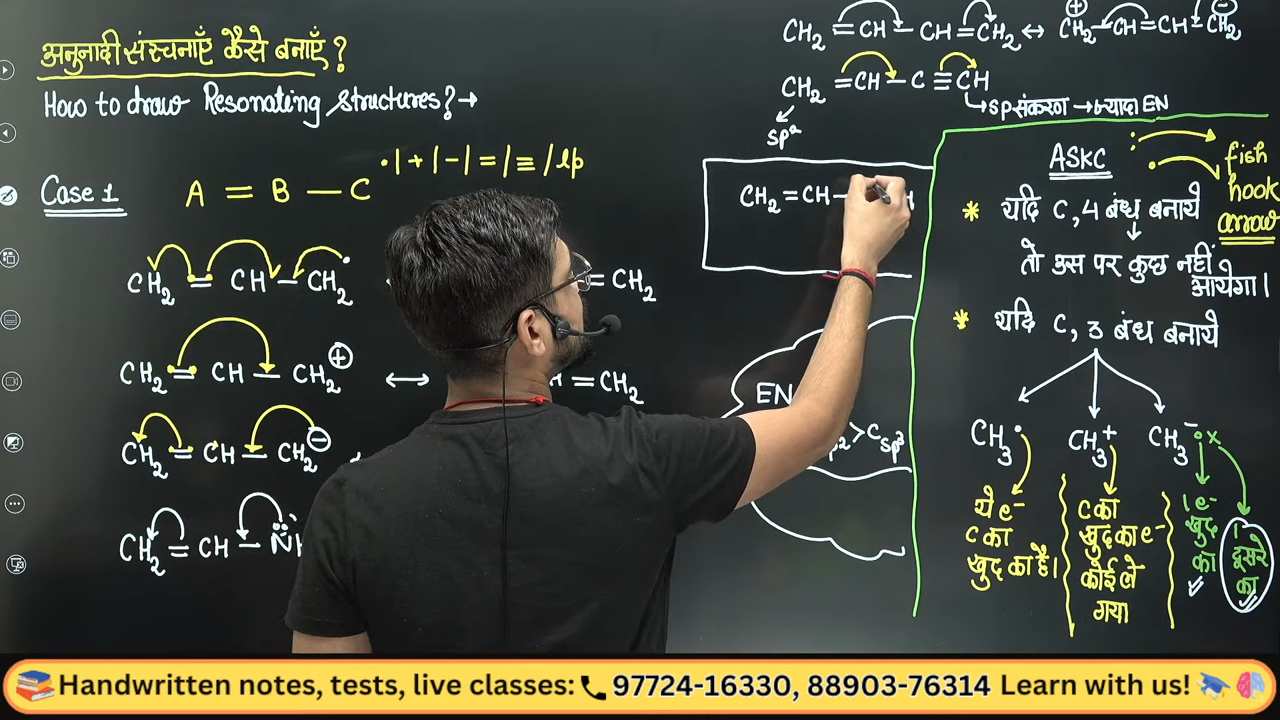 अनुनादी संरचनाएँ कैसे बनाएँ?
How to draw Resonating structures?→
• | + | - | = | ≡ | lp
Case 1
A = B — C
CH₂ = CH — CH₂•
= CH₂
CH₂ = CH — CH₂⊕
↔
= CH₂
CH₂ = CH — CH₂⊖
CH₂ = CH — N̈
CH₂ = CH — CH = CH₂ ↔ CH₂⊕ — CH = CH — CH₂⊖
CH₂ = CH — C ≡ CH
sp²
sp संकरण → ज्यादा EN
CH₂ = CH —
EN
> Csp³
ASKC
fish
hook
arrow
* यदि C, 4 बंध बनाये
तो उस पर कुछ नहीं
आयेगा।
* यदि C, 3 बंध बनाये
CH₃•
CH₃⁺
CH₃⁻ •x
ये e⁻
C का
खुद का है।
C का
खुद का e⁻
कोई ले
गया
1 e⁻
खुद
का
✓
1
दूसरे
का
✓
Handwritten notes, tests, live classes: 97724-16330, 88903-76314 Learn with us!